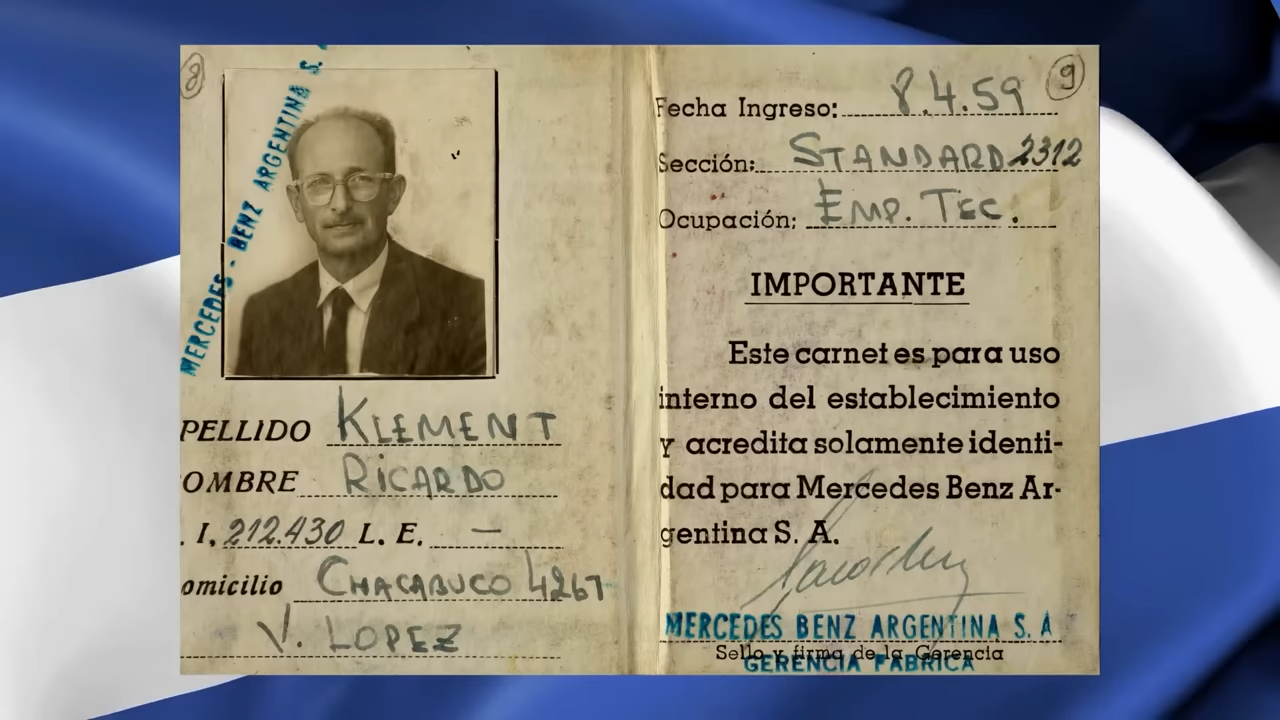 8
MERCEDES - BENZ ARGENTINA S.
PELLIDO KLEMENT
OMBRE RICARDO
. I. 212.430 L. E. —
omicilio CHACABUCO 4267
V. LOPEZ
9
Fecha Ingreso: 8.4.59
Sección: STANDARD 2312
Ocupación: EMP. TEC.
IMPORTANTE
Este carnet es para uso
interno del establecimiento
y acredita solamente identi-
dad para Mercedes Benz Ar-
gentina S. A.
MERCEDES BENZ ARGENTINA S. A
Sello y firma de la Gerencia
GERENCIA FABRICA